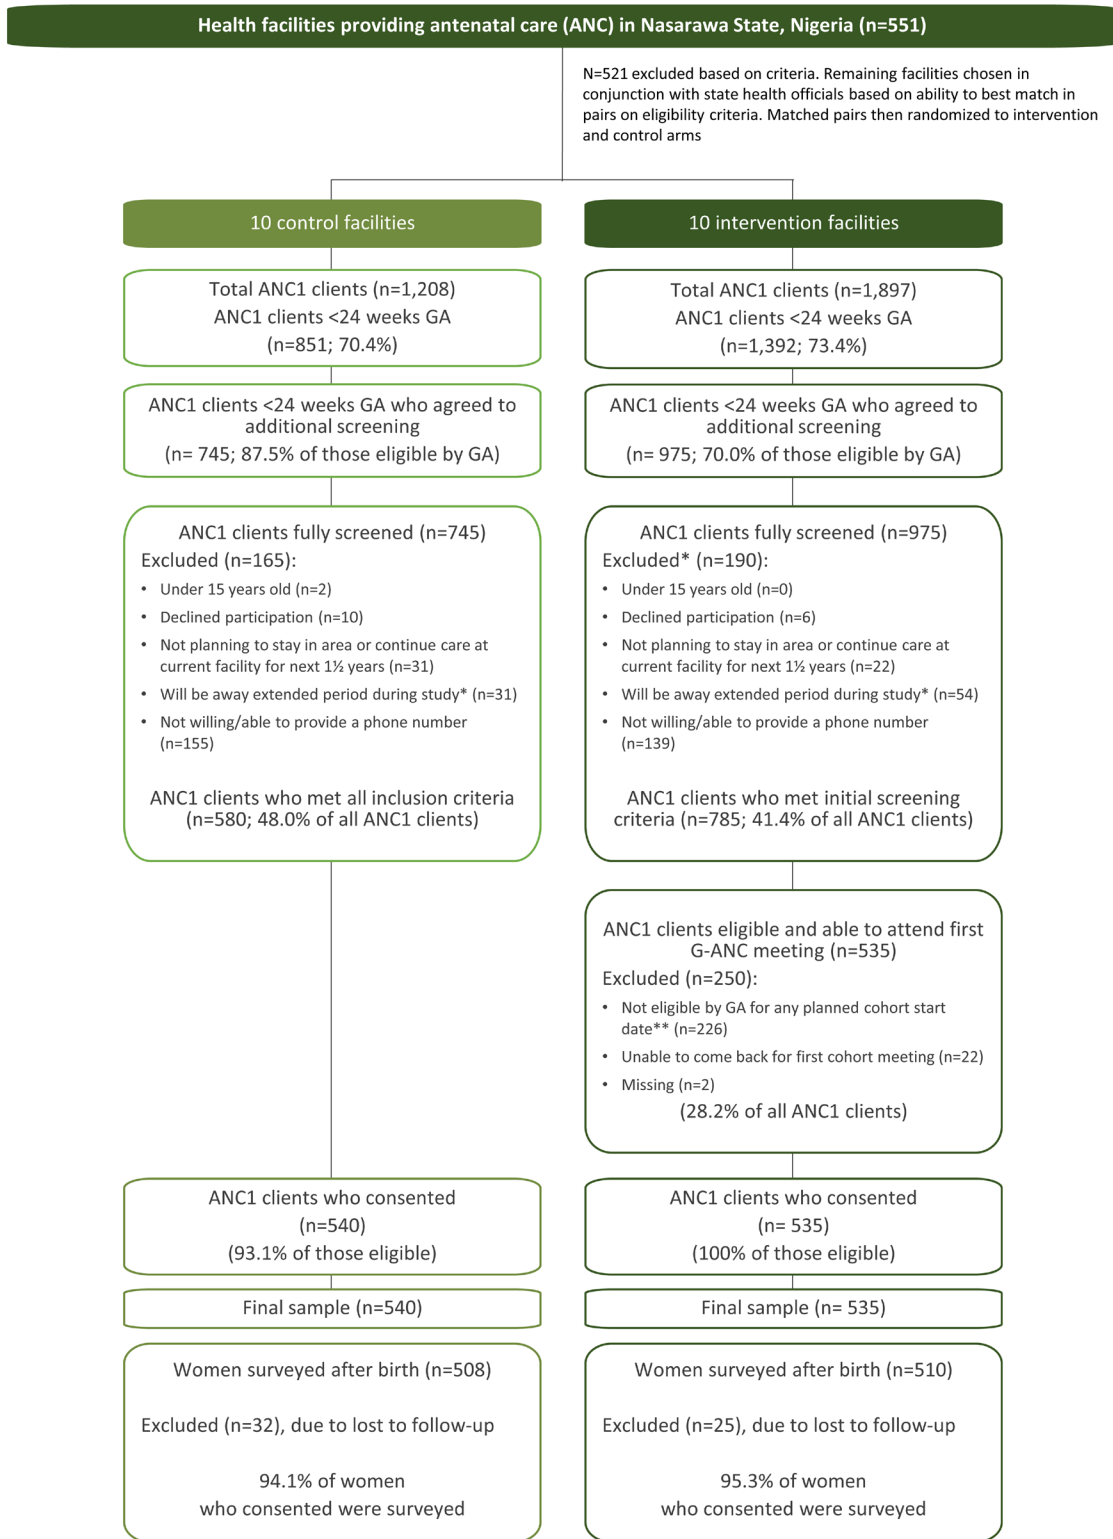 Health facilities providing antenatal care (ANC) in Nasarawa State, Nigeria (n=551)
N=521 excluded based on criteria. Remaining facilities chosen in
conjunction with state health officials based on ability to best match in
pairs on eligibility criteria. Matched pairs then randomized to intervention
and control arms
10 control facilities
Total ANC1 clients (n=1,208)
ANC1 clients <24 weeks GA
(n=851; 70.4%)
ANC1 clients <24 weeks GA who agreed to
additional screening
(n= 745; 87.5% of those eligible by GA)
ANC1 clients fully screened (n=745)
Excluded (n=165):
• Under 15 years old (n=2)
• Declined participation (n=10)
• Not planning to stay in area or continue care at
current facility for next 1½ years (n=31)
• Will be away extended period during study* (n=31)
• Not willing/able to provide a phone number
(n=155)
ANC1 clients who met all inclusion criteria
(n=580; 48.0% of all ANC1 clients)
ANC1 clients who consented
(n=540)
(93.1% of those eligible)
Final sample (n=540)
Women surveyed after birth (n=508)
Excluded (n=32), due to lost to follow-up
94.1% of women
who consented were surveyed
10 intervention facilities
Total ANC1 clients (n=1,897)
ANC1 clients <24 weeks GA
(n=1,392; 73.4%)
ANC1 clients <24 weeks GA who agreed to
additional screening
(n= 975; 70.0% of those eligible by GA)
ANC1 clients fully screened (n=975)
Excluded* (n=190):
• Under 15 years old (n=0)
• Declined participation (n=6)
• Not planning to stay in area or continue care at
current facility for next 1½ years (n=22)
• Will be away extended period during study* (n=54)
• Not willing/able to provide a phone number
(n=139)
ANC1 clients who met initial screening
criteria (n=785; 41.4% of all ANC1 clients)
ANC1 clients eligible and able to attend first
G-ANC meeting (n=535)
Excluded (n=250):
• Not eligible by GA for any planned cohort start
date** (n=226)
• Unable to come back for first cohort meeting (n=22)
• Missing (n=2)
(28.2% of all ANC1 clients)
ANC1 clients who consented
(n= 535)
(100% of those eligible)
Final sample (n= 535)
Women surveyed after birth (n=510)
Excluded (n=25), due to lost to follow-up
95.3% of women
who consented were surveyed